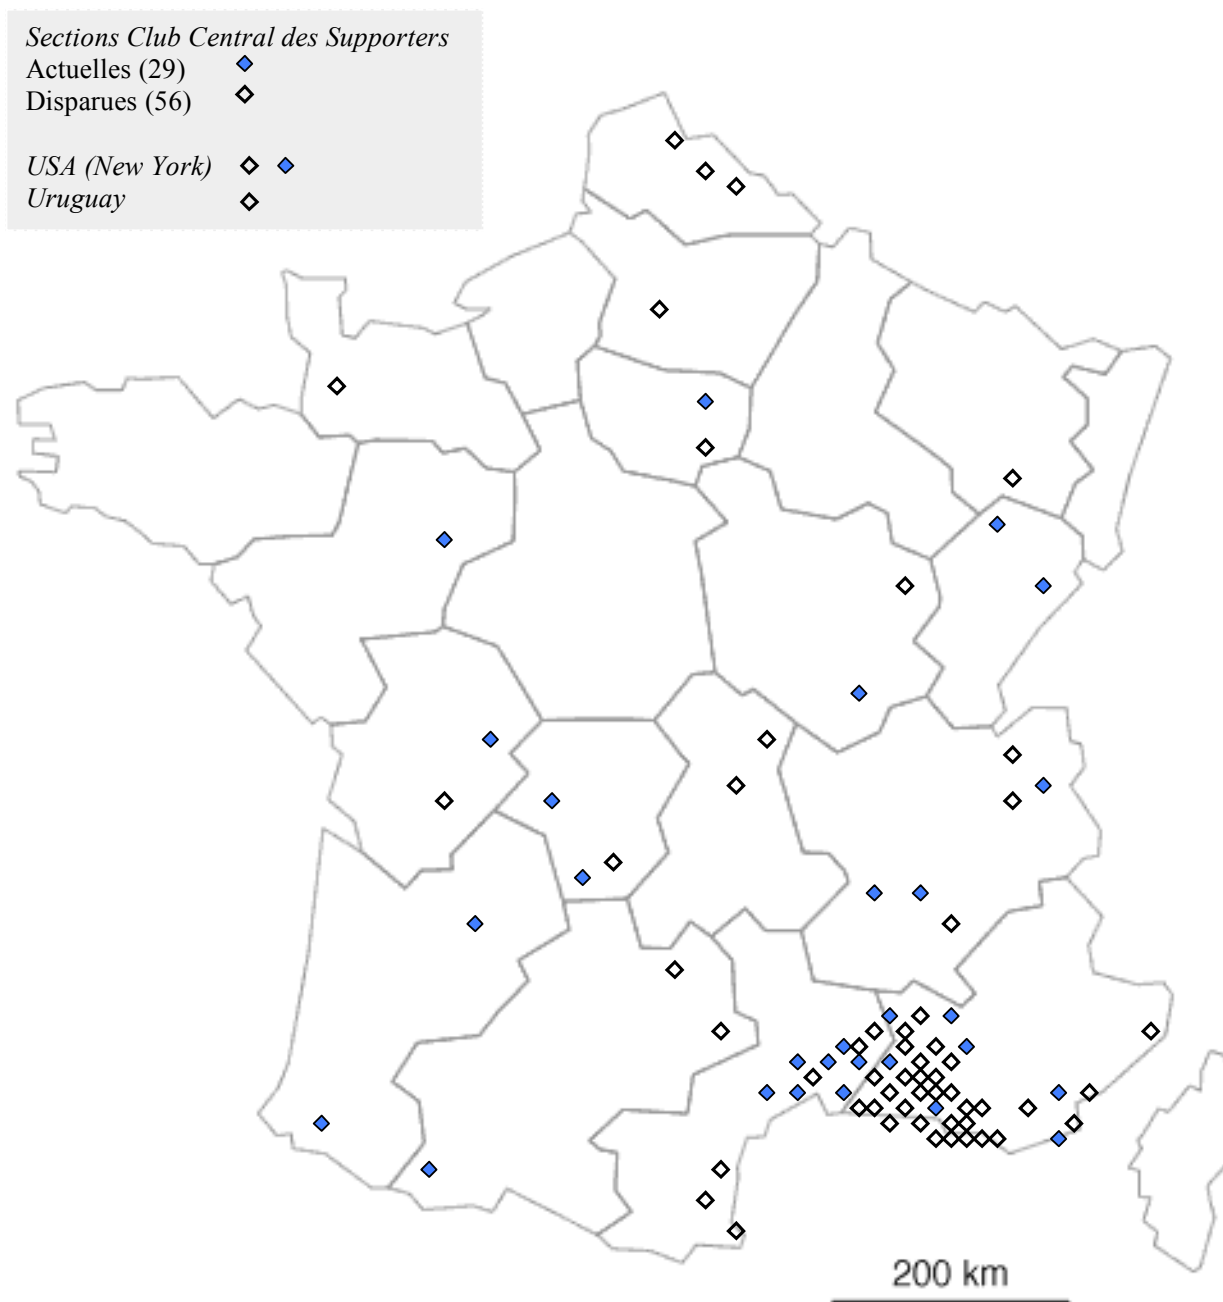 Sections Club Central des Supporters
Actuelles (29)
Disparues (56)
USA (New York)
Uruguay
200 km